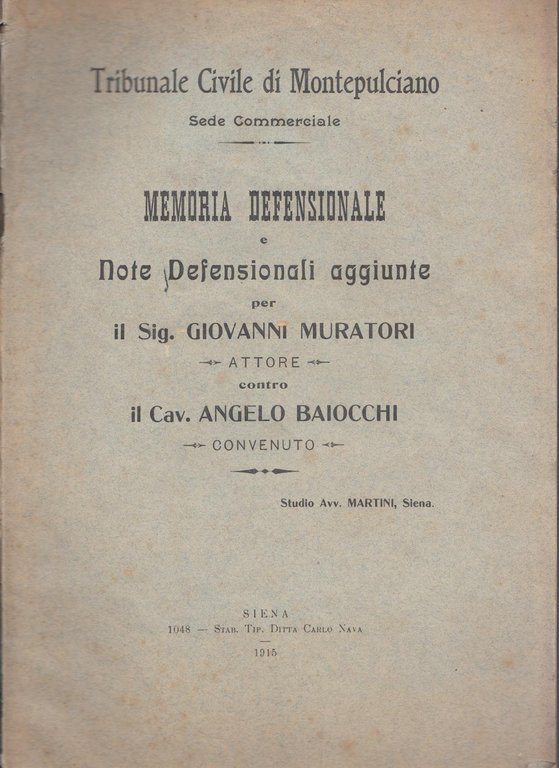 Tribunale Civile di Montepulciano
Sede Commerciale
MEMORIA DEFENSIONALE
e
Note Defensionali aggiunte
per
il Sig. GIOVANNI MURATORI
ATTORE
contro
il Cav. ANGELO BAIOCCHI
CONVENUTO
Studio Avv. MARTINI, Siena.
SIENA
1048 — Stab. Tip. Ditta Carlo Nava
1915